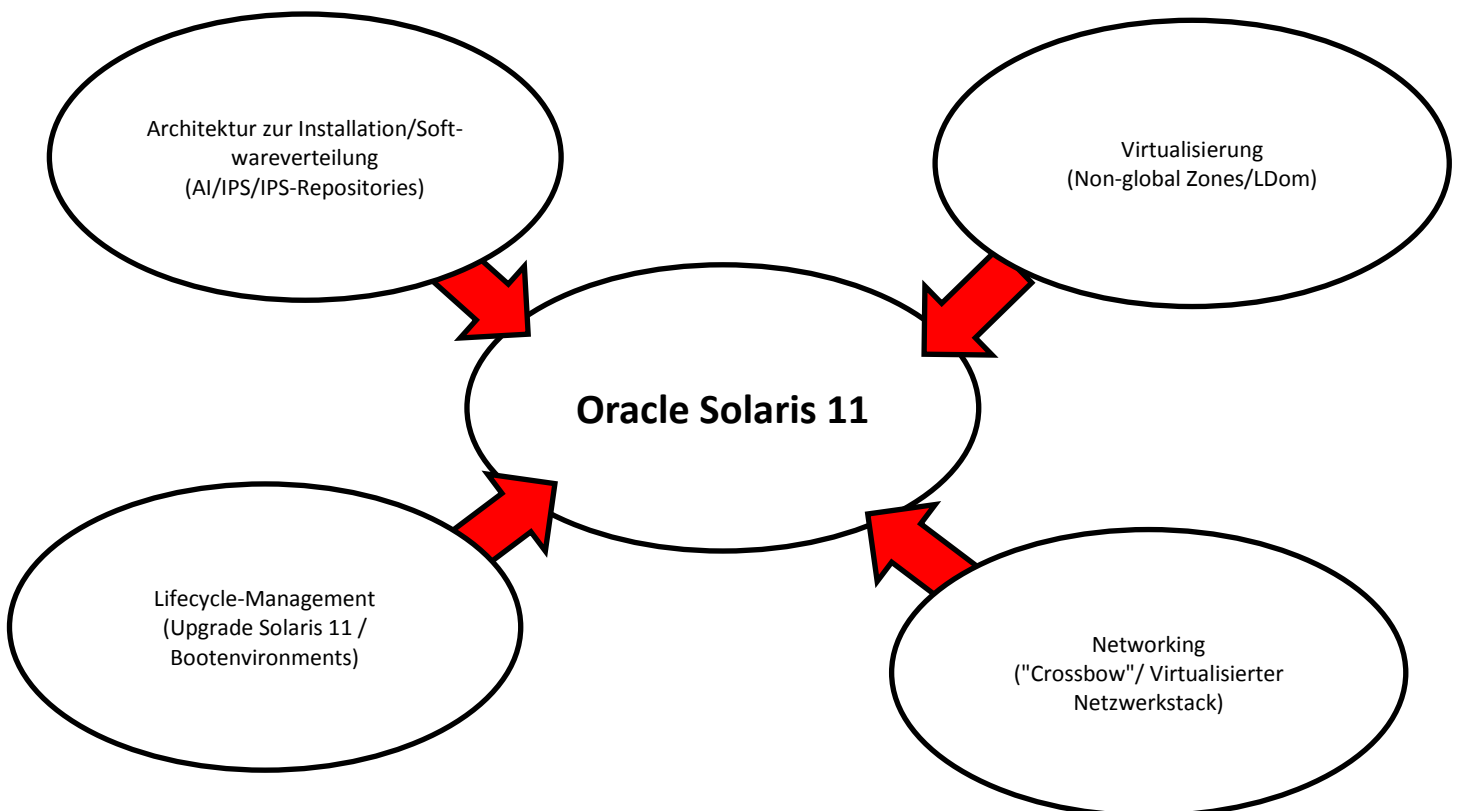 Architektur zur Installation/Soft-
wareverteilung
(AI/IPS/IPS-Repositories)
Virtualisierung
(Non-global Zones/LDom)
Oracle Solaris 11
Lifecycle-Management
(Upgrade Solaris 11 /
Bootenvironments)
Networking
("Crossbow"/ Virtualisierter
Netzwerkstack)